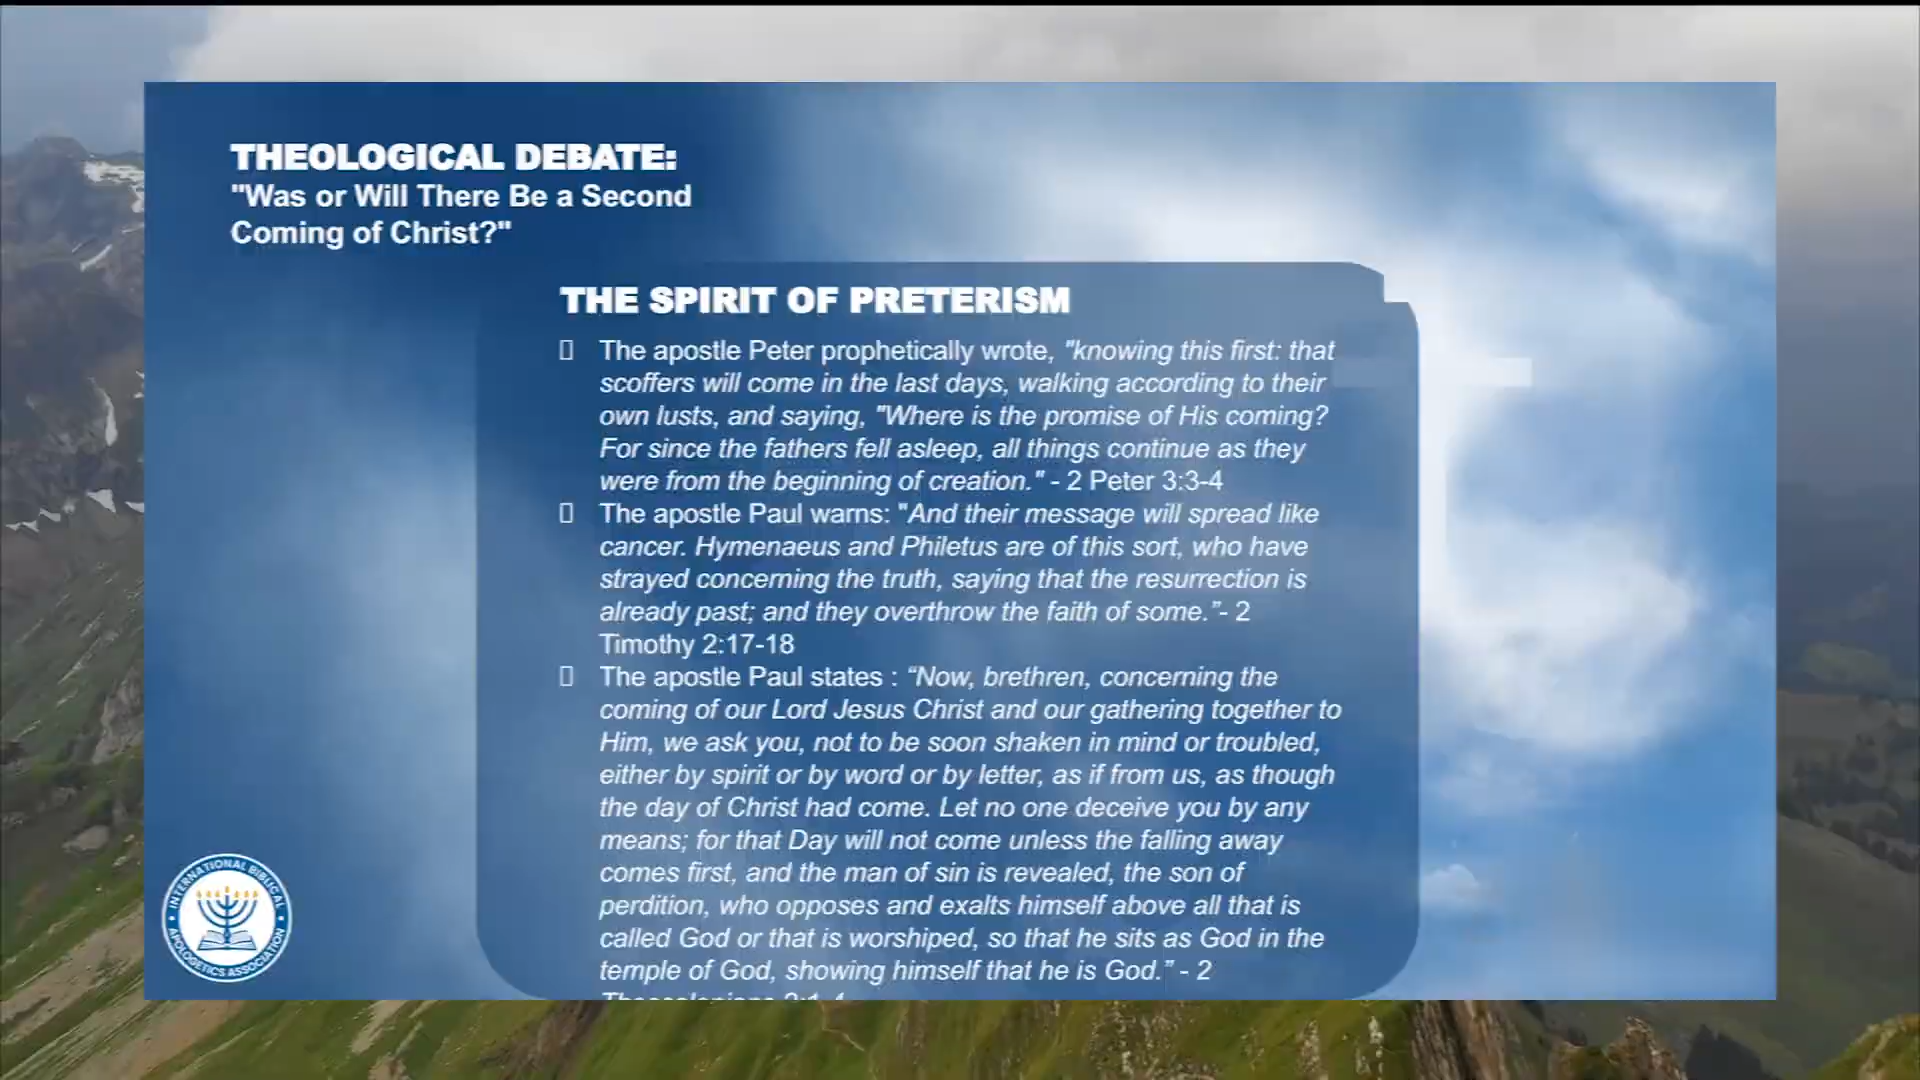 THEOLOGICAL DEBATE:
"Was or Will There Be a Second
Coming of Christ?"
THE SPIRIT OF PRETERISM
The apostle Peter prophetically wrote, "knowing this first: that
scoffers will come in the last days, walking according to their
own lusts, and saying, "Where is the promise of His coming?
For since the fathers fell asleep, all things continue as they
were from the beginning of creation." - 2 Peter 3:3-4
The apostle Paul warns: "And their message will spread like
cancer. Hymenaeus and Philetus are of this sort, who have
strayed concerning the truth, saying that the resurrection is
already past; and they overthrow the faith of some.”- 2
Timothy 2:17-18
The apostle Paul states : “Now, brethren, concerning the
coming of our Lord Jesus Christ and our gathering together to
Him, we ask you, not to be soon shaken in mind or troubled,
either by spirit or by word or by letter, as if from us, as though
the day of Christ had come. Let no one deceive you by any
means; for that Day will not come unless the falling away
comes first, and the man of sin is revealed, the son of
perdition, who opposes and exalts himself above all that is
called God or that is worshiped, so that he sits as God in the
temple of God, showing himself that he is God.” - 2
INTERNATIONAL BIBLICAL
APOLOGETICS ASSOCIATION